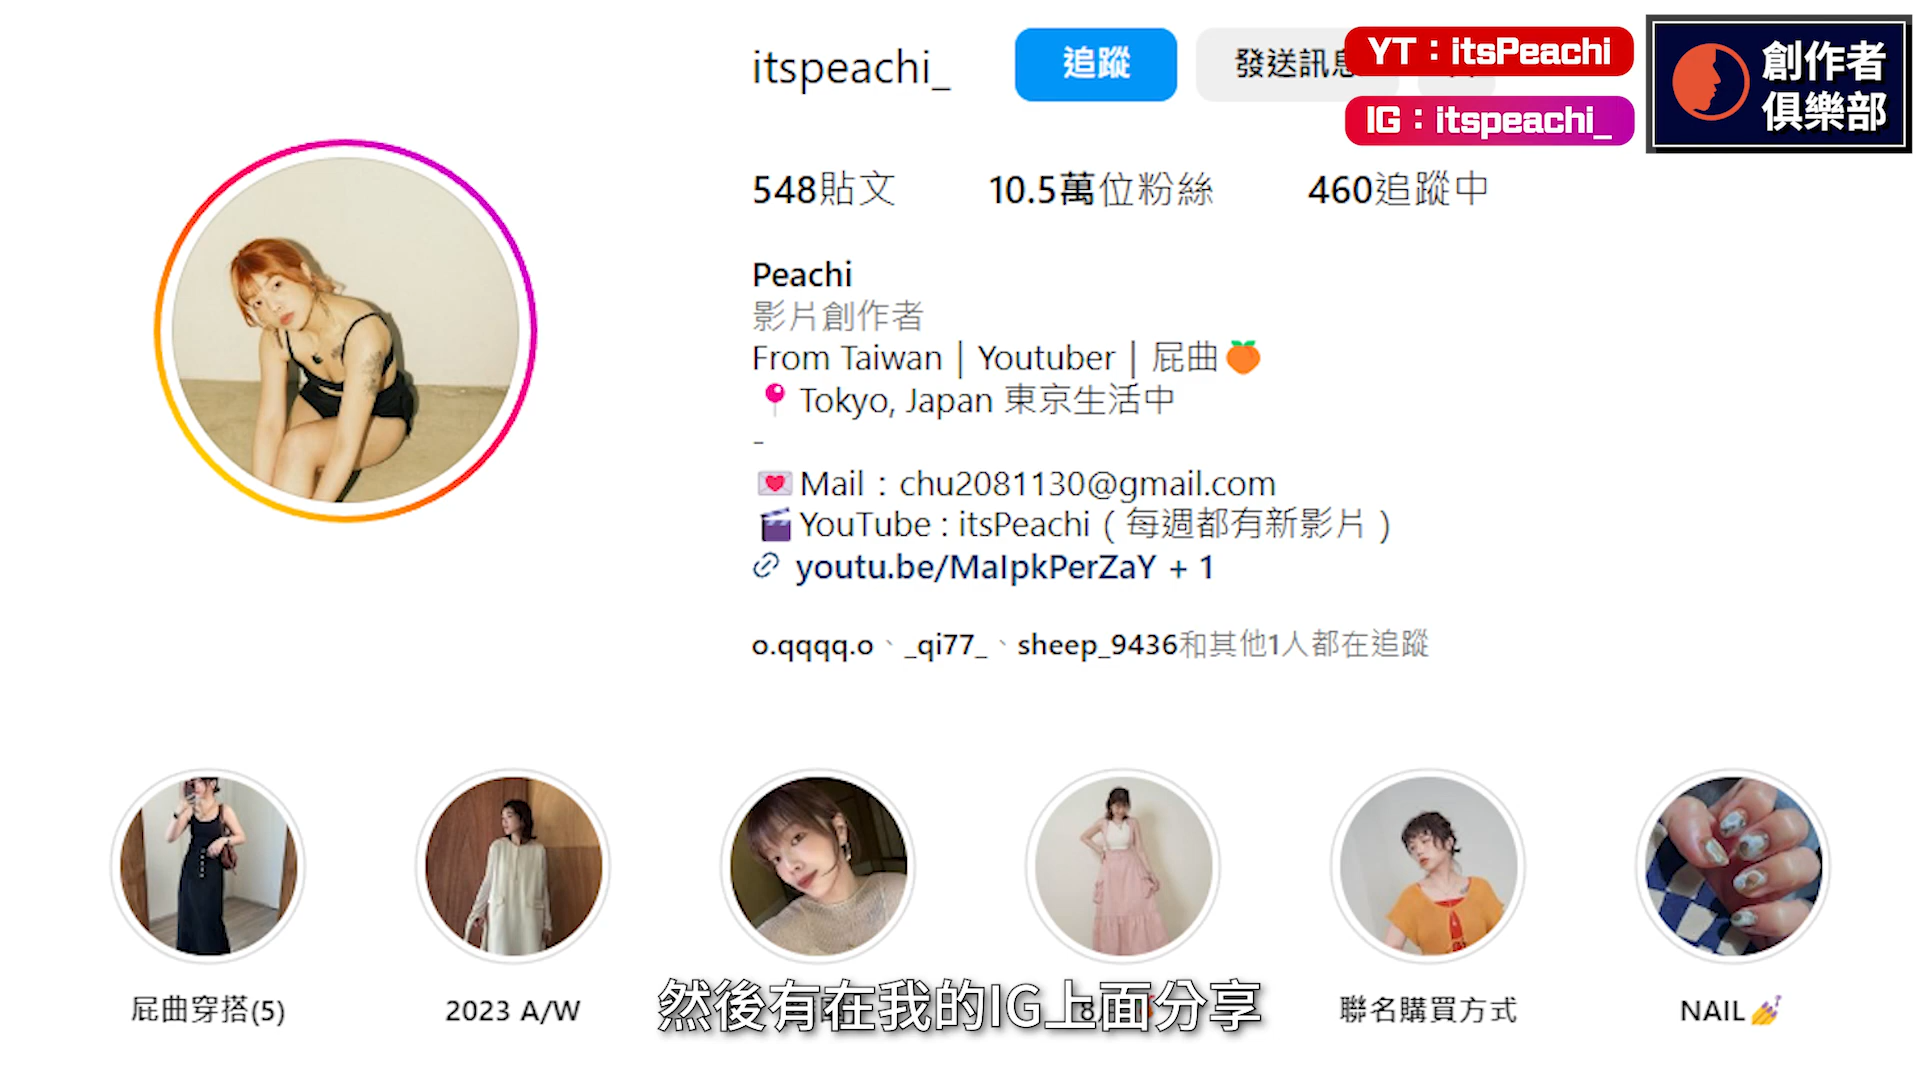 itspeachi_
追蹤
發送訊息
YT：itsPeachi
IG：itspeachi_
創作者
俱樂部
548貼文
10.5萬位粉絲
460追蹤中
Peachi
影片創作者
From Taiwan | Youtuber | 屁曲🍊
📍Tokyo, Japan 東京生活中
-
💌Mail：chu2081130@gmail.com
🎬YouTube : itsPeachi ( 每週都有新影片 )
youtu.be/MaIpkPerZaY + 1
o.qqqq.o、_qi77_、sheep_9436和其他1人都在追蹤
屁曲穿搭(5)
2023 A/W
聯名購買方式
NAIL💅
然後有在我的IG上面分享